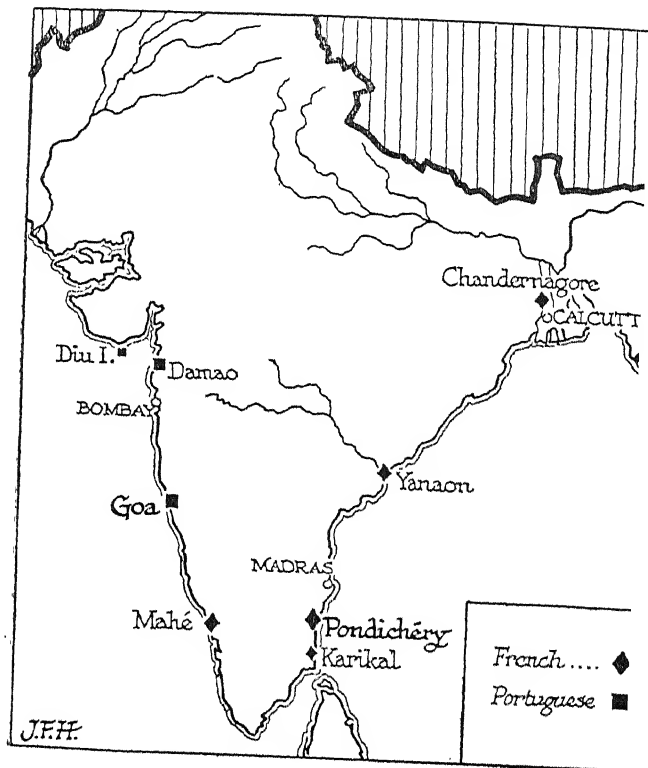 Chandernagore
CALCUTT
Diu I.
Damao
BOMBAY
Yanaon
Goa
MADRAS
Mahé
Pondichéry
Karikal
French ....
Portuguese
J.F.H.